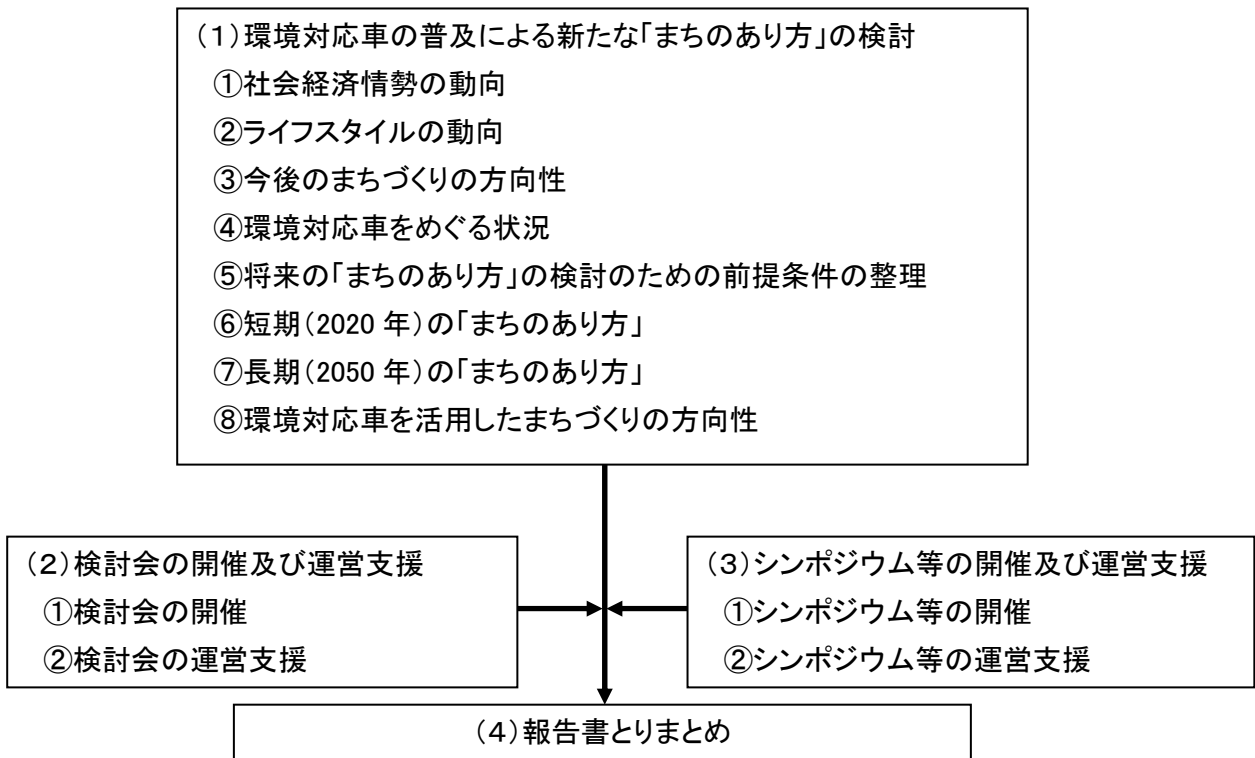 (1)環境対応車の普及による新たな「まちのあり方」の検討
①社会経済情勢の動向
②ライフスタイルの動向
③今後のまちづくりの方向性
④環境対応車をめぐる状況
⑤将来の「まちのあり方」の検討のための前提条件の整理
⑥短期(2020 年)の「まちのあり方」
⑦長期(2050 年)の「まちのあり方」
⑧環境対応車を活用したまちづくりの方向性
(2)検討会の開催及び運営支援
①検討会の開催
②検討会の運営支援
(3)シンポジウム等の開催及び運営支援
①シンポジウム等の開催
②シンポジウム等の運営支援
(4)報告書とりまとめ